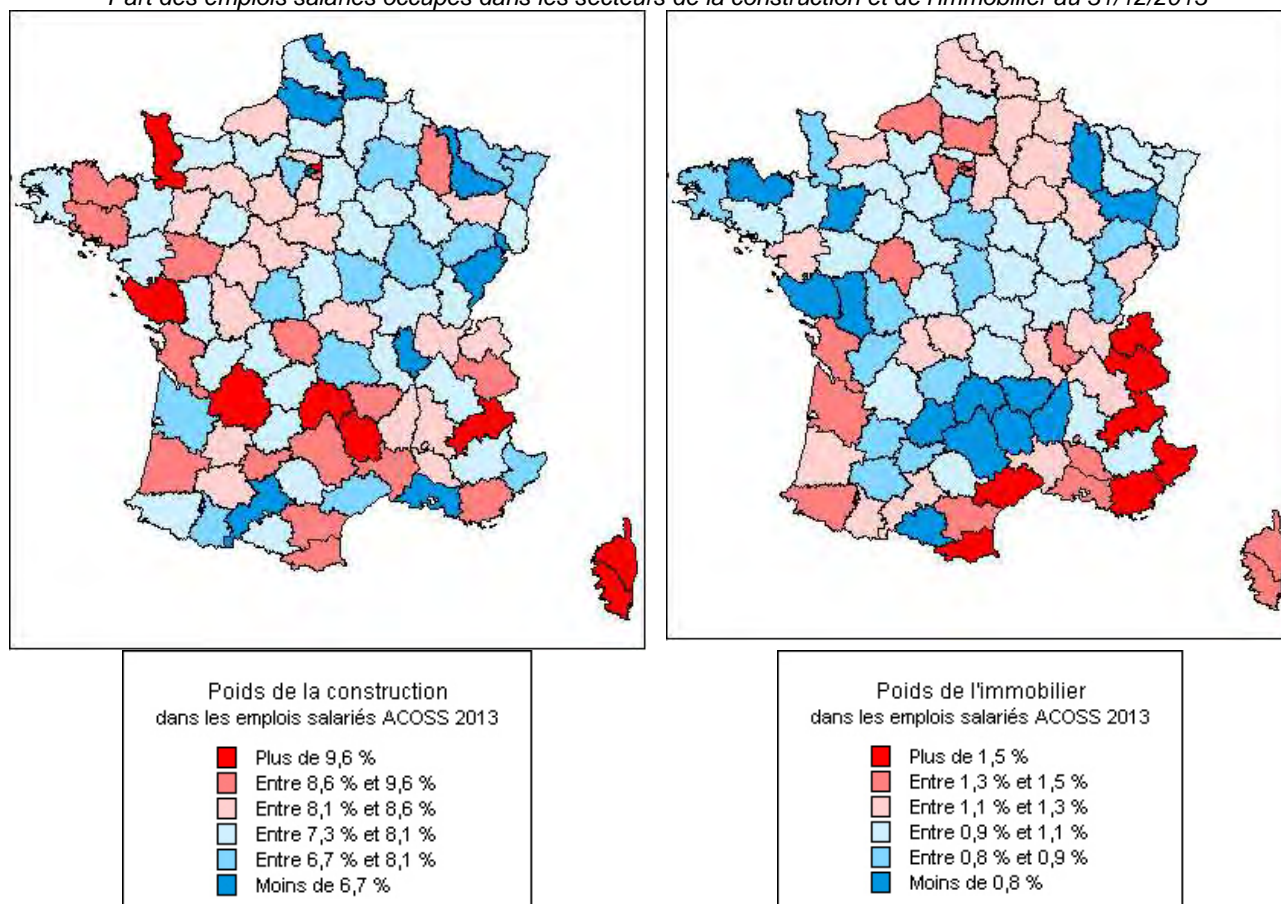 Part des emplois salariés occupés dans les secteurs de la construction et de l'immobilier au 31/12/2013
Poids de la construction
dans les emplois salariés ACOSS 2013
Plus de 9,6 %
Entre 8,6 % et 9,6 %
Entre 8,1 % et 8,6 %
Entre 7,3 % et 8,1 %
Entre 6,7 % et 8,1 %
Moins de 6,7 %
Poids de l'immobilier
dans les emplois salariés ACOSS 2013
Plus de 1,5 %
Entre 1,3 % et 1,5 %
Entre 1,1 % et 1,3 %
Entre 0,9 % et 1,1 %
Entre 0,8 % et 0,9 %
Moins de 0,8 %